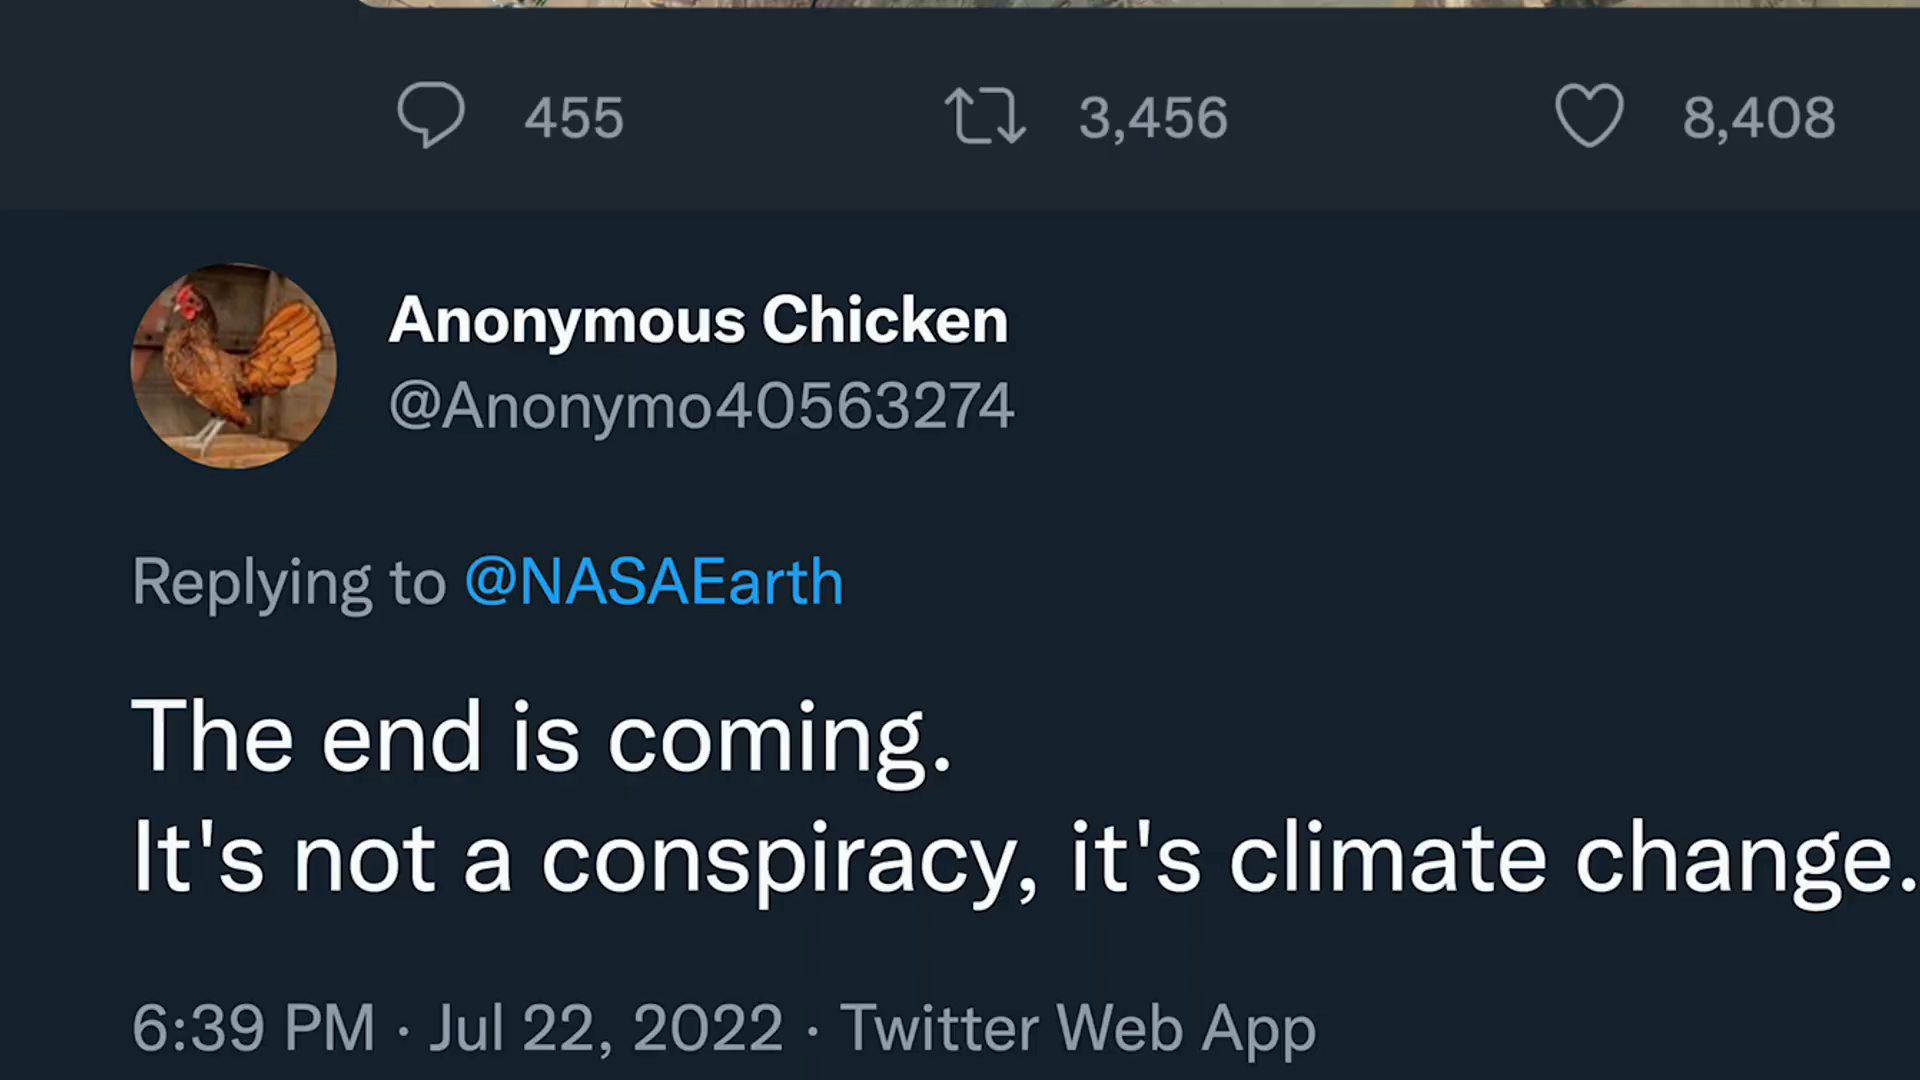 455 3,456 8,408
Anonymous Chicken
@Anonymo40563274
Replying to @NASAEarth
The end is coming.
It's not a conspiracy, it's climate change.
6:39 PM · Jul 22, 2022 · Twitter Web App